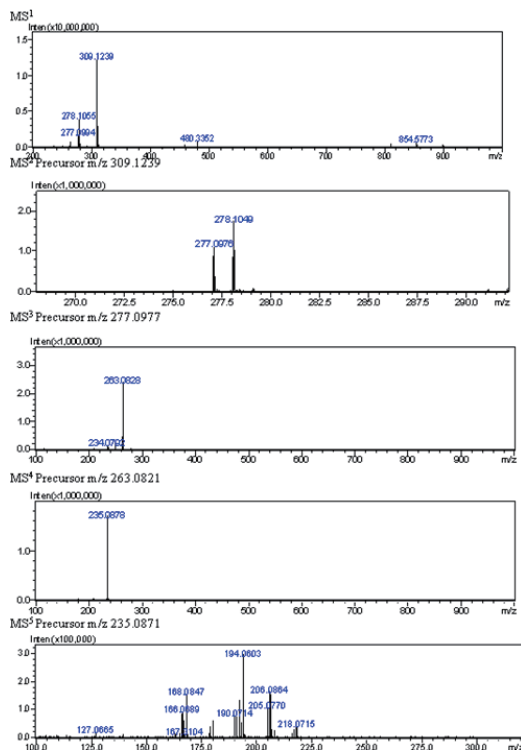 MS¹
Inten (x10,000,000)
1.5
309.1239
1.0
0.5
278.1055
277.0994
480.3352
854.5773
0.0
200 300 400 500 600 700 800 900 m/z
MS² Precursor m/z 309.1239
Inten (x1,000,000)
2.0
278.1049
277.0976
1.0
0.0
270.0 272.5 275.0 277.5 280.0 282.5 285.0 287.5 290.0 m/z
MS³ Precursor m/z 277.0977
Inten(x1,000,000)
3.0
263.0828
2.0
1.0
234.0792
0.0
100 200 300 400 500 600 700 800 900 m/z
MS⁴ Precursor m/z 263.0821
Inten(x1,000,000)
235.0878
1.0
0.0
100 200 300 400 500 600 700 800 900 m/z
MS⁵ Precursor m/z 235.0871
Inten (x100,000)
3.0
194.0603
2.0
168.0847
206.0864
166.0689
205.0770
1.0
190.0714
218.0715
127.0665
0.0
100.0 125.0 150.0 175.0 200.0 225.0 250.0 275.0